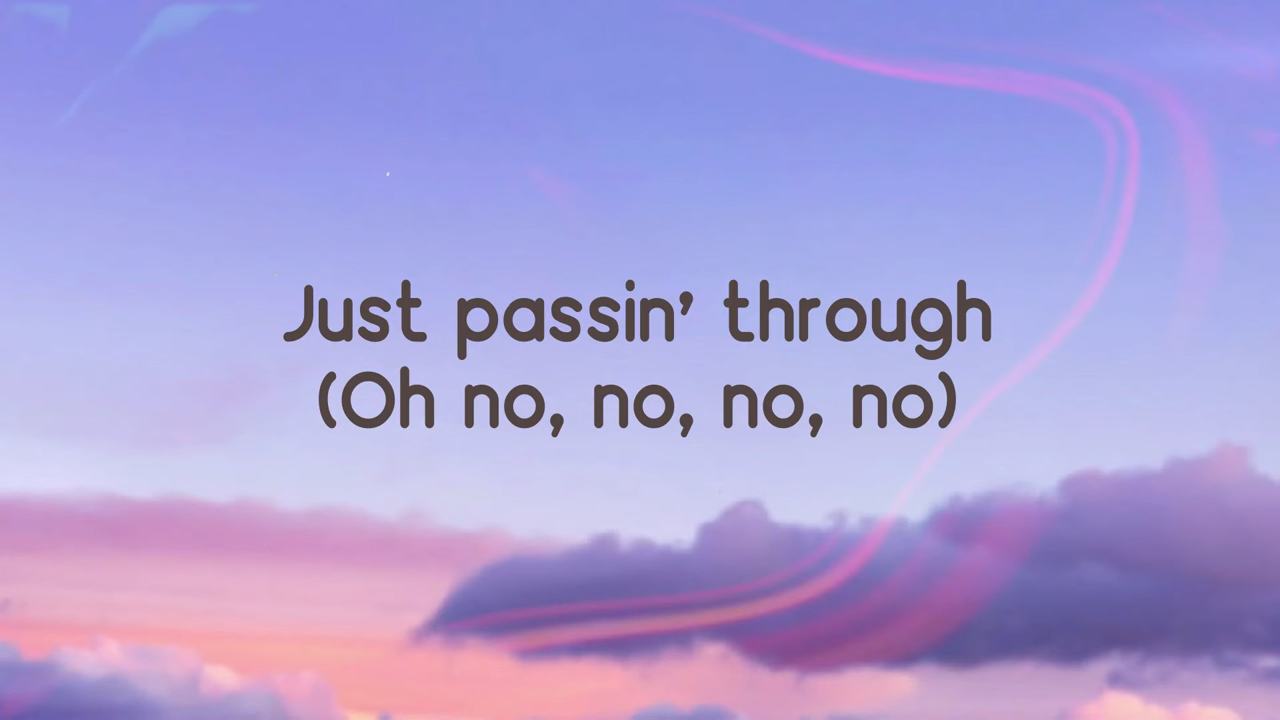 Just passin’ through
(Oh no, no, no, no)